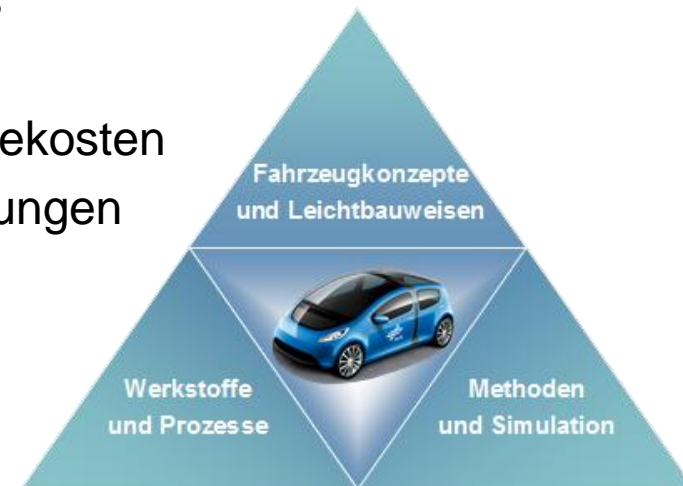 ekosten
ungen
Fahrzeugkonzepte
und Leichtbauweisen
Werkstoffe
und Prozesse
Methoden
und Simulation